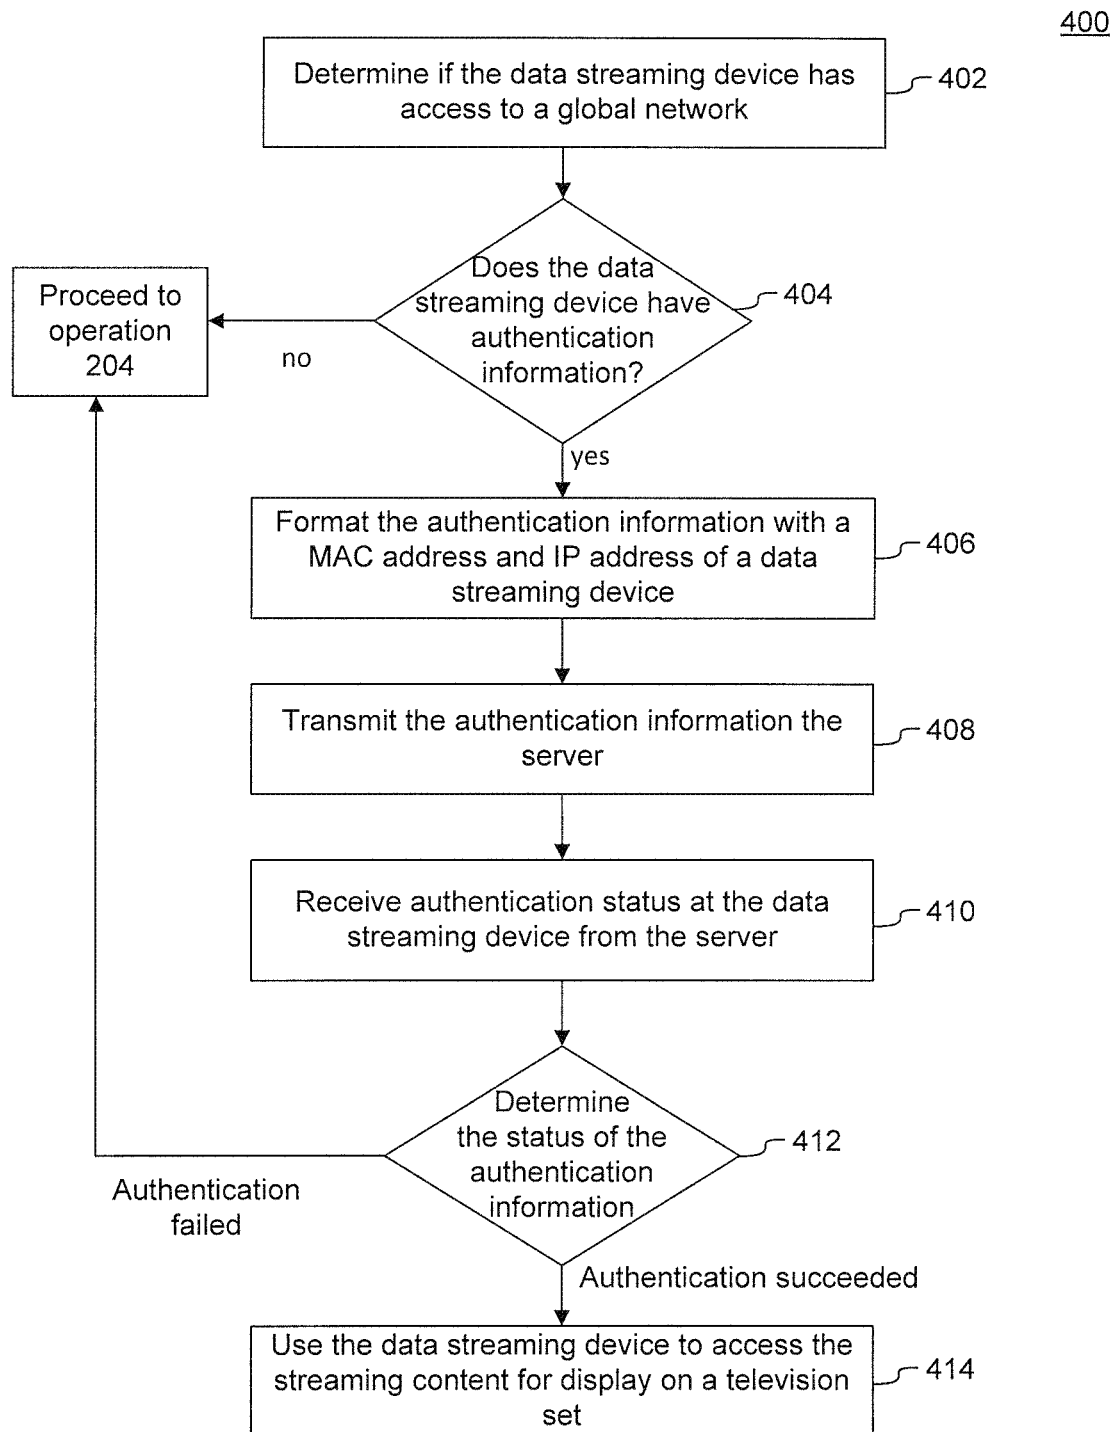 400
Determine if the data streaming device has
access to a global network
402
Does the data
streaming device have
authentication
information?
404
Proceed to
operation
204
no
yes
Format the authentication information with a
MAC address and IP address of a data
streaming device
406
Transmit the authentication information the
server
408
Receive authentication status at the data
streaming device from the server
410
Determine
the status of the
authentication
information
412
Authentication
failed
Authentication succeeded
Use the data streaming device to access the
streaming content for display on a television
set
414